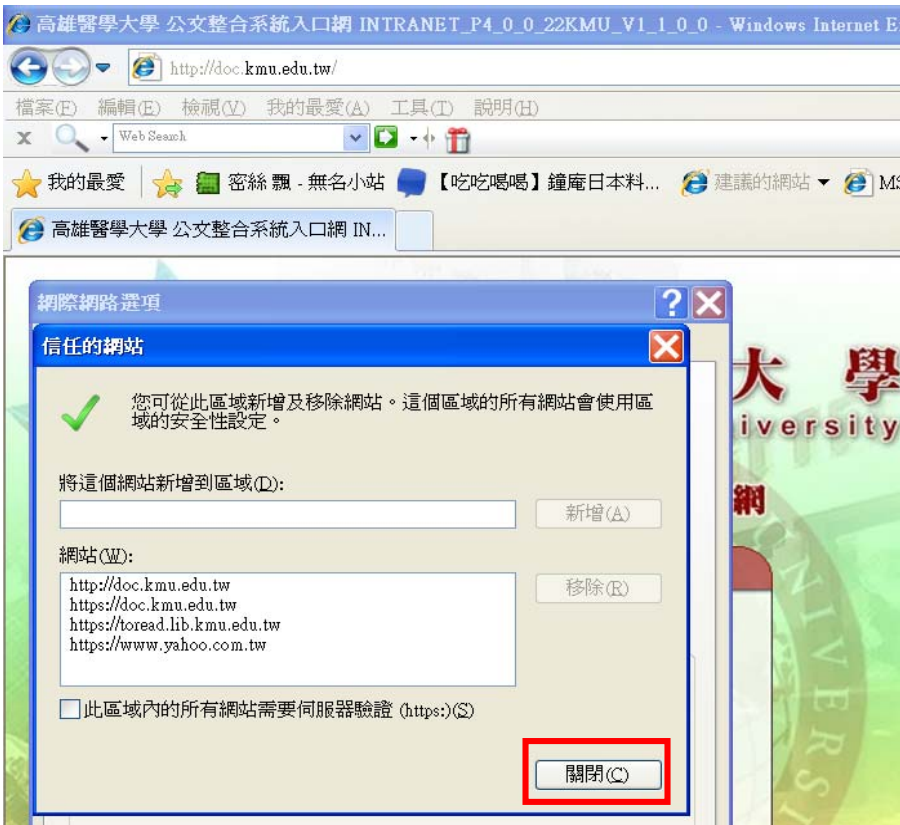 高雄醫學大學 公文整合系統入口網 INTRANET_P4_0_0_22KMU_V1_1_0_0 - Windows Internet E
http://doc.kmu.edu.tw/
檔案(F) 編輯(E) 檢視(V) 我的最愛(A) 工具(T) 說明(H)
x Web Search
我的最愛 密絲 飄 - 無名小站 【吃吃喝喝】鐘庵日本料... 建議的網站 MS
高雄醫學大學 公文整合系統入口網 IN...
網際網路選項
信任的網站
您可從此區域新增及移除網站。這個區域的所有網站會使用區
域的安全性設定。
將這個網站新增到區域(D):
新增(A)
網站(W):
http://doc.kmu.edu.tw
https://doc.kmu.edu.tw
https://toread.lib.kmu.edu.tw
https://www.yahoo.com.tw
移除(R)
此區域內的所有網站需要伺服器驗證 (https:)(S)
關閉(C)
大 學
iversity
網
UNIVERSI